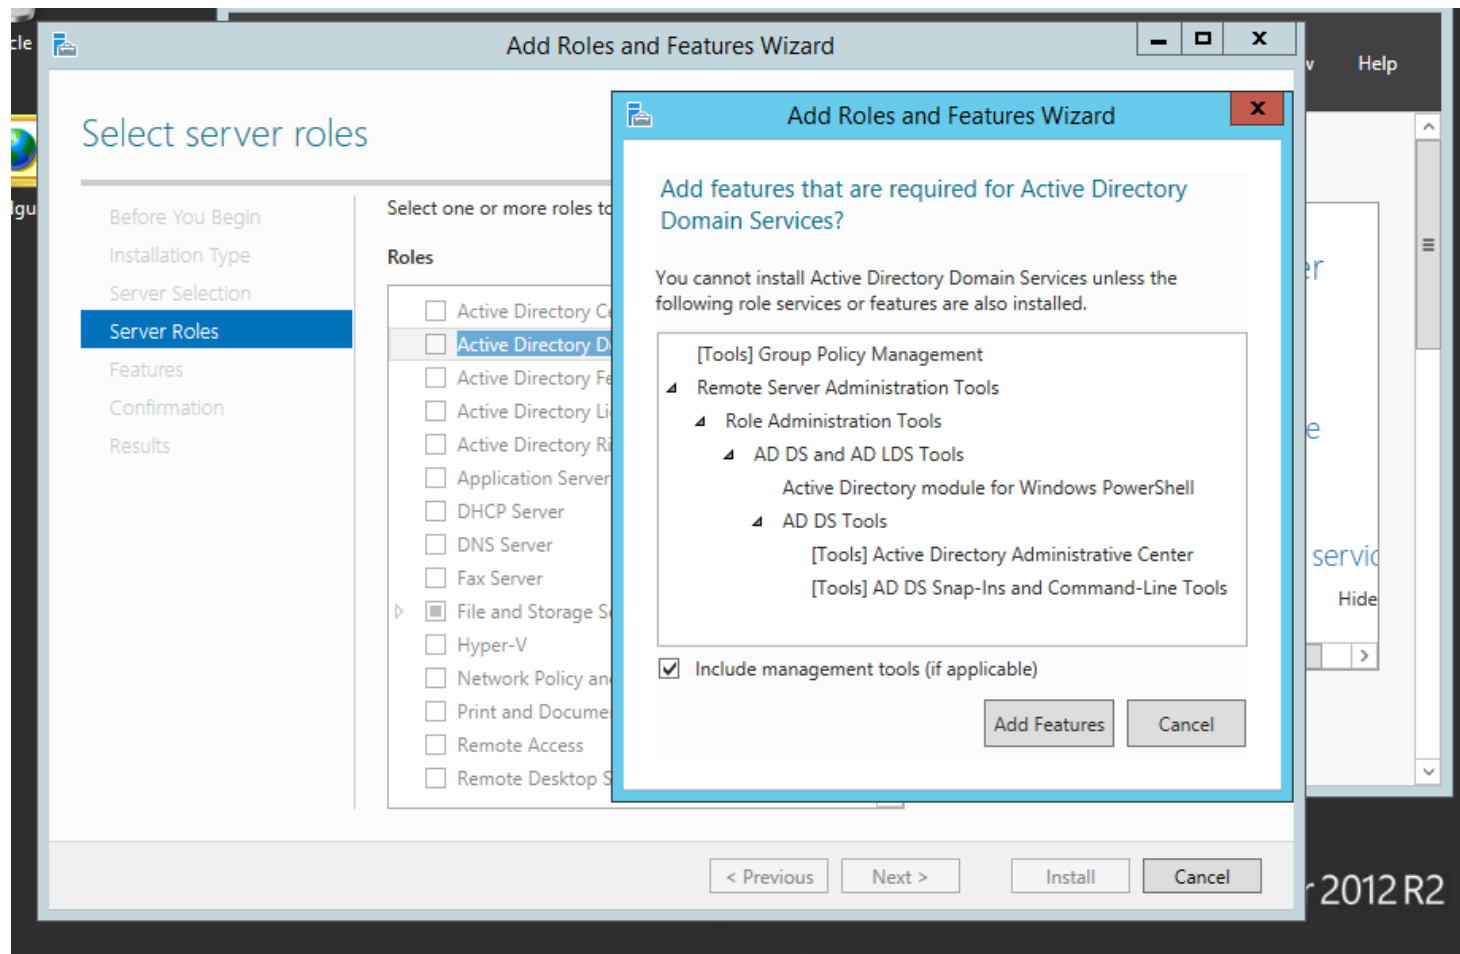 cle
Add Roles and Features Wizard
Help
Select server roles
Before You Begin
Installation Type
Server Selection
Server Roles
Features
Confirmation
Results
Select one or more roles to
Roles
Active Directory Ce
Active Directory D
Active Directory Fe
Active Directory Li
Active Directory Ri
Application Server
DHCP Server
DNS Server
Fax Server
File and Storage Se
Hyper-V
Network Policy an
Print and Docume
Remote Access
Remote Desktop S
Add Roles and Features Wizard
Add features that are required for Active Directory
Domain Services?
You cannot install Active Directory Domain Services unless the
following role services or features are also installed.
[Tools] Group Policy Management
Remote Server Administration Tools
Role Administration Tools
AD DS and AD LDS Tools
Active Directory module for Windows PowerShell
AD DS Tools
[Tools] Active Directory Administrative Center
[Tools] AD DS Snap-Ins and Command-Line Tools
Include management tools (if applicable)
Add Features
Cancel
servic
Hide
< Previous
Next >
Install
Cancel
2012 R2